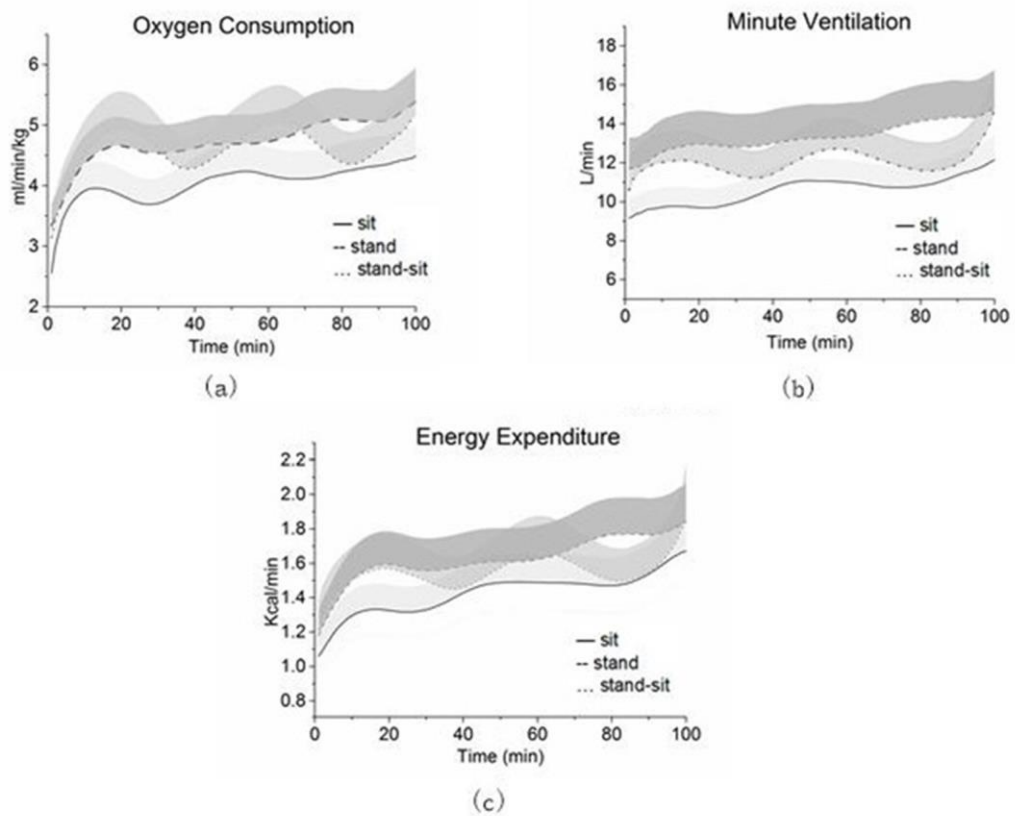 Oxygen Consumption
6
5
4
3
2
ml/min/kg
0 20 40 60 80 100
Time (min)
sit
stand
stand-sit
(a)
Minute Ventilation
18
16
14
12
10
8
6
L/min
0 20 40 60 80 100
Time (min)
sit
stand
stand-sit
(b)
Energy Expenditure
2.2
2.0
1.8
1.6
1.4
1.2
1.0
0.8
Kcal/min
0 20 40 60 80 100
Time (min)
sit
stand
stand-sit
(c)